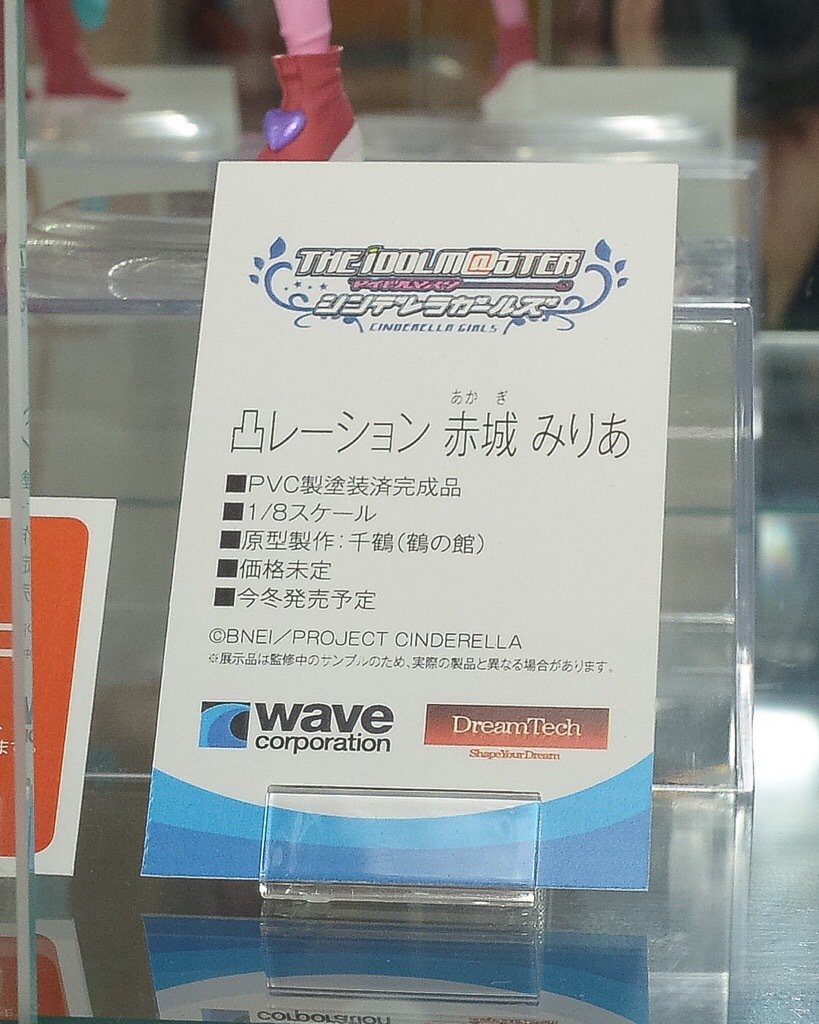 THE iDOLM@STER
アイドルマスター
シンデレラガールズ
CINDERELLA GIRLS
あかぎ
凸レーション 赤城 みりあ
■PVC製塗装済完成品
■1/8スケール
■原型製作:千鶴(鶴の館)
■価格未定
■今冬発売予定
©BNEI/PROJECT CINDERELLA
※展示品は監修中のサンプルのため、実際の製品と異なる場合があります。
wave
corporation
DreamTech
Shape Your Dream
ます。